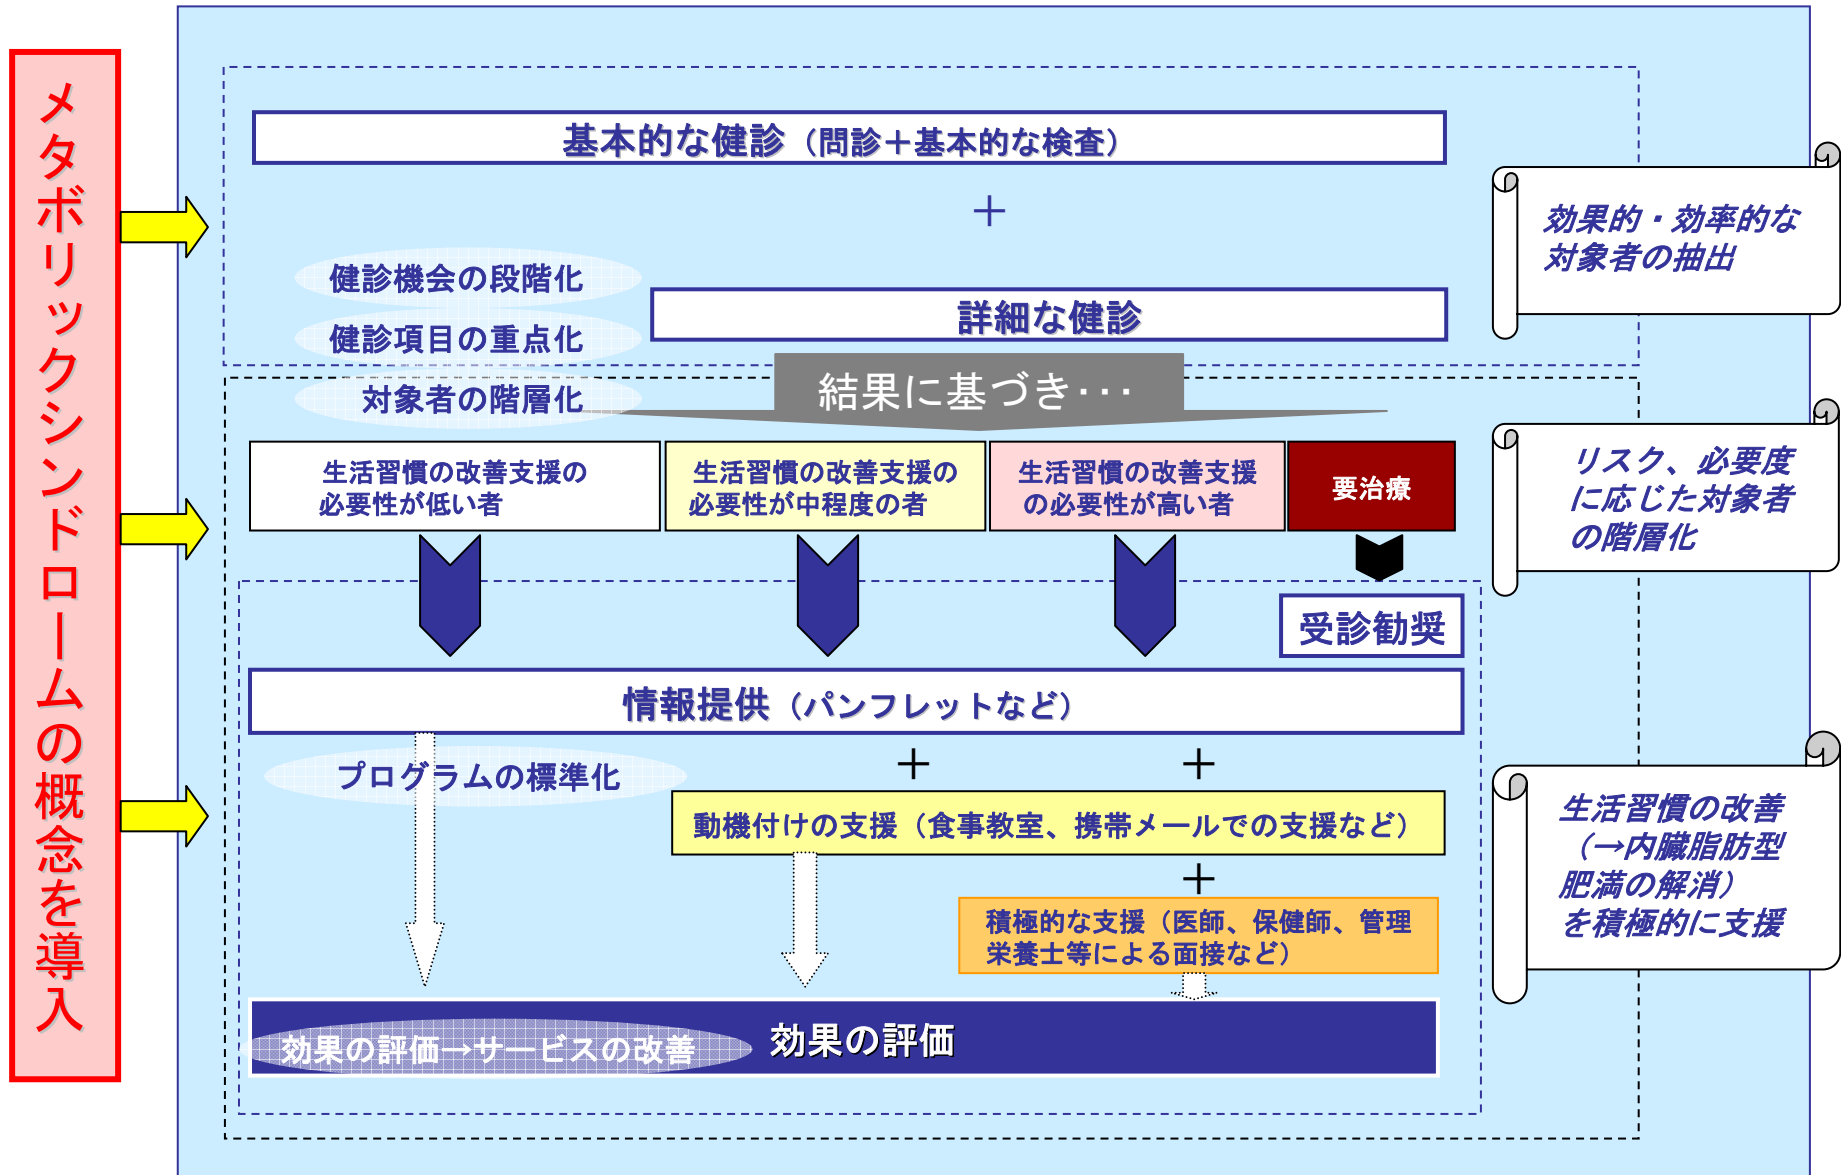 メタボリックシンドロームの概念を導入
基本的な健診（問診＋基本的な検査）
＋
健診機会の段階化
健診項目の重点化
対象者の階層化
詳細な健診
効果的・効率的な
対象者の抽出
結果に基づき･･･
生活習慣の改善支援の
必要性が低い者
生活習慣の改善支援の
必要性が中程度の者
生活習慣の改善支援
の必要性が高い者
要治療
リスク、必要度
に応じた対象者
の階層化
受診勧奨
情報提供（パンフレットなど）
プログラムの標準化
＋
＋
動機付けの支援（食事教室、携帯メールでの支援など）
＋
積極的な支援（医師、保健師、管理
栄養士等による面接など）
生活習慣の改善
（→内臓脂肪型
肥満の解消）
を積極的に支援
効果の評価→サービスの改善
効果の評価